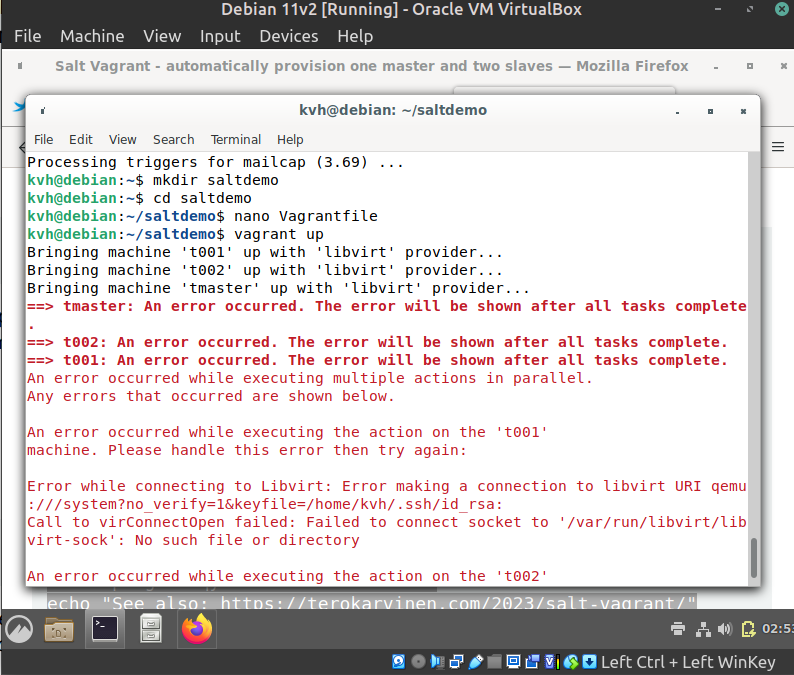 Debian 11v2 [Running] - Oracle VM VirtualBox
File Machine View Input Devices Help
Salt Vagrant - automatically provision one master and two slaves — Mozilla Firefox
kvh@debian: ~/saltdemo
File Edit View Search Terminal Help
Processing triggers for mailcap (3.69) ...
kvh@debian:~$ mkdir saltdemo
kvh@debian:~$ cd saltdemo
kvh@debian:~/saltdemo$ nano Vagrantfile
kvh@debian:~/saltdemo$ vagrant up
Bringing machine 't001' up with 'libvirt' provider...
Bringing machine 't002' up with 'libvirt' provider...
Bringing machine 'tmaster' up with 'libvirt' provider...
==> tmaster: An error occurred. The error will be shown after all tasks complete
.
==> t002: An error occurred. The error will be shown after all tasks complete.
==> t001: An error occurred. The error will be shown after all tasks complete.
An error occurred while executing multiple actions in parallel.
Any errors that occurred are shown below.
An error occurred while executing the action on the 't001'
machine. Please handle this error then try again:
Error while connecting to Libvirt: Error making a connection to libvirt URI qemu
:///system?no_verify=1&keyfile=/home/kvh/.ssh/id_rsa:
Call to virConnectOpen failed: Failed to connect socket to '/var/run/libvirt/lib
virt-sock': No such file or directory
An error occurred while executing the action on the 't002'
echo "See also: https://terokarvinen.com/2023/salt-vagrant/"
02:53
Left Ctrl + Left WinKey